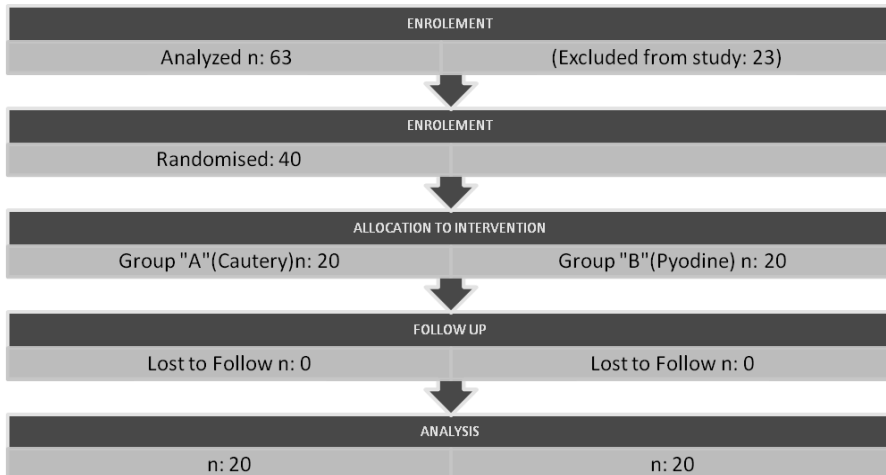 ENROLEMENT
Analyzed n: 63 (Excluded from study: 23)
ENROLEMENT
Randomised: 40
ALLOCATION TO INTERVENTION
Group "A"(Cautery)n: 20 Group "B"(Pyodine) n: 20
FOLLOW UP
Lost to Follow n: 0 Lost to Follow n: 0
ANALYSIS
n: 20 n: 20